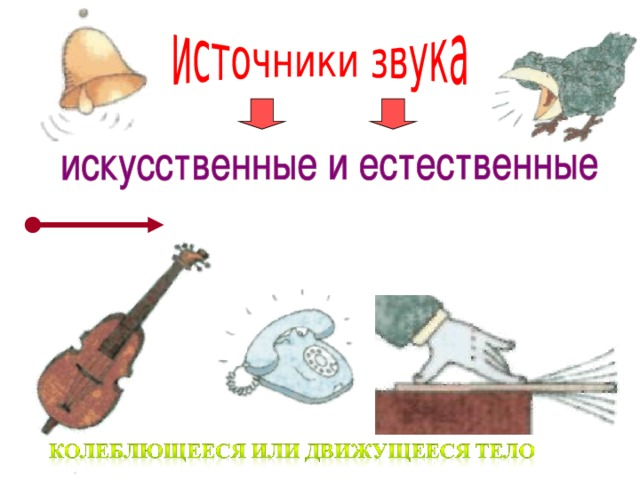 Источники звука
искусственные и естественные
КОЛЕБЛЮЩЕЕСЯ ИЛИ ДВИЖУЩЕЕСЯ ТЕЛО